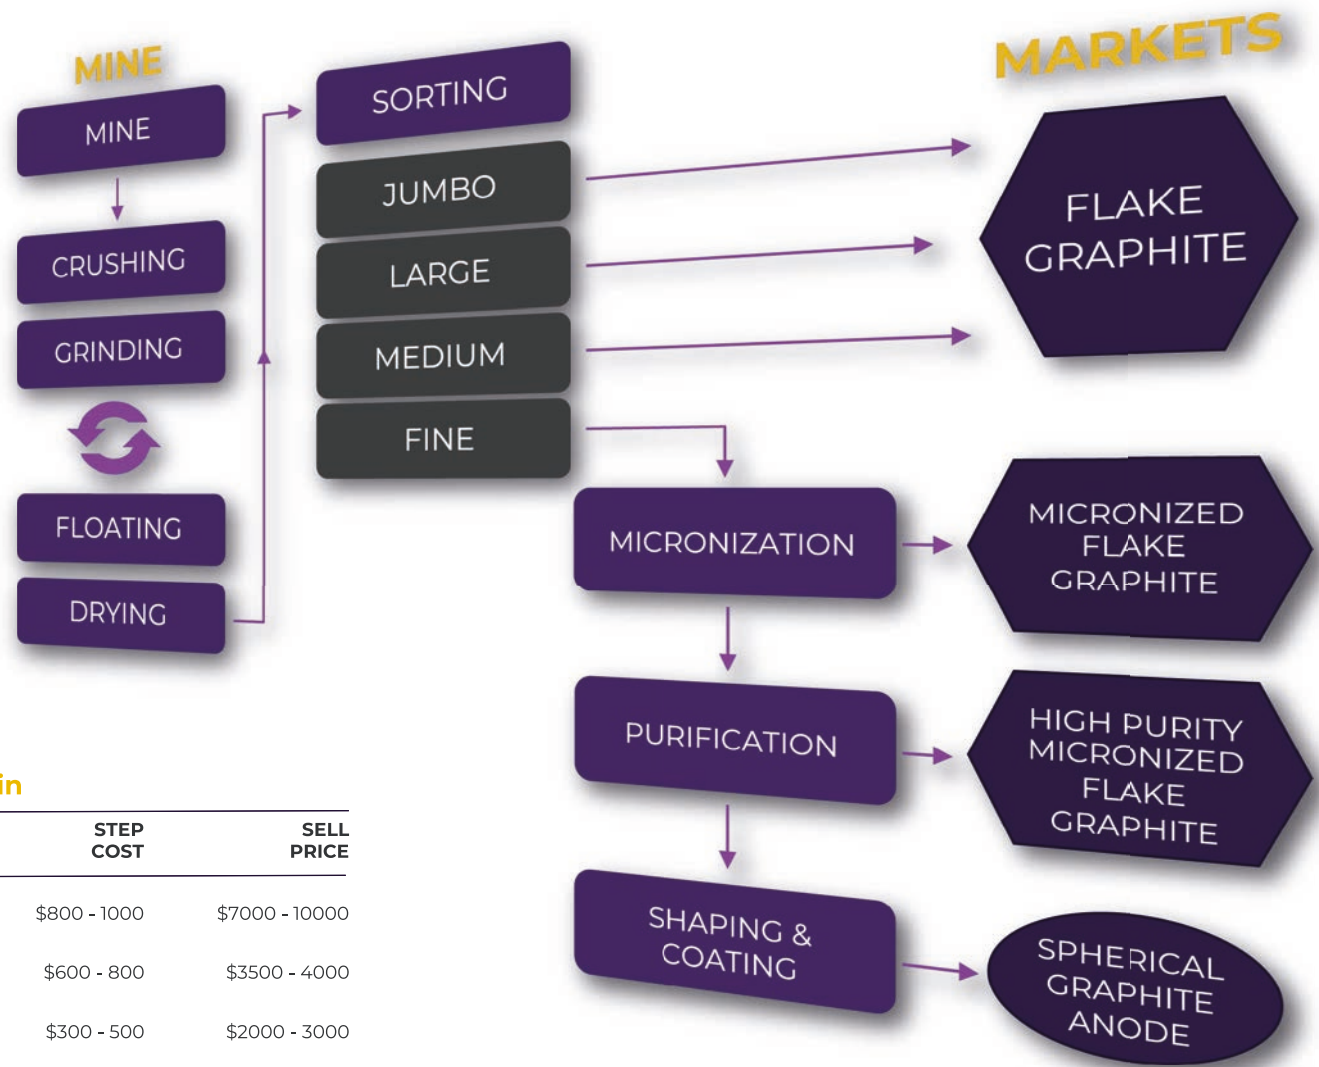 MINE
MINE
CRUSHING
GRINDING
FLOATING
DRYING
SORTING
JUMBO
LARGE
MEDIUM
FINE
MICRONIZATION
PURIFICATION
SHAPING &
COATING
MARKETS
FLAKE
GRAPHITE
MICRONIZED
FLAKE
GRAPHITE
HIGH PURITY
MICRONIZED
FLAKE
GRAPHITE
SPHERICAL
GRAPHITE
ANODE
in
STEP SELL
COST PRICE
$800 - 1000 $7000 - 10000
$600 - 800 $3500 - 4000
$300 - 500 $2000 - 3000